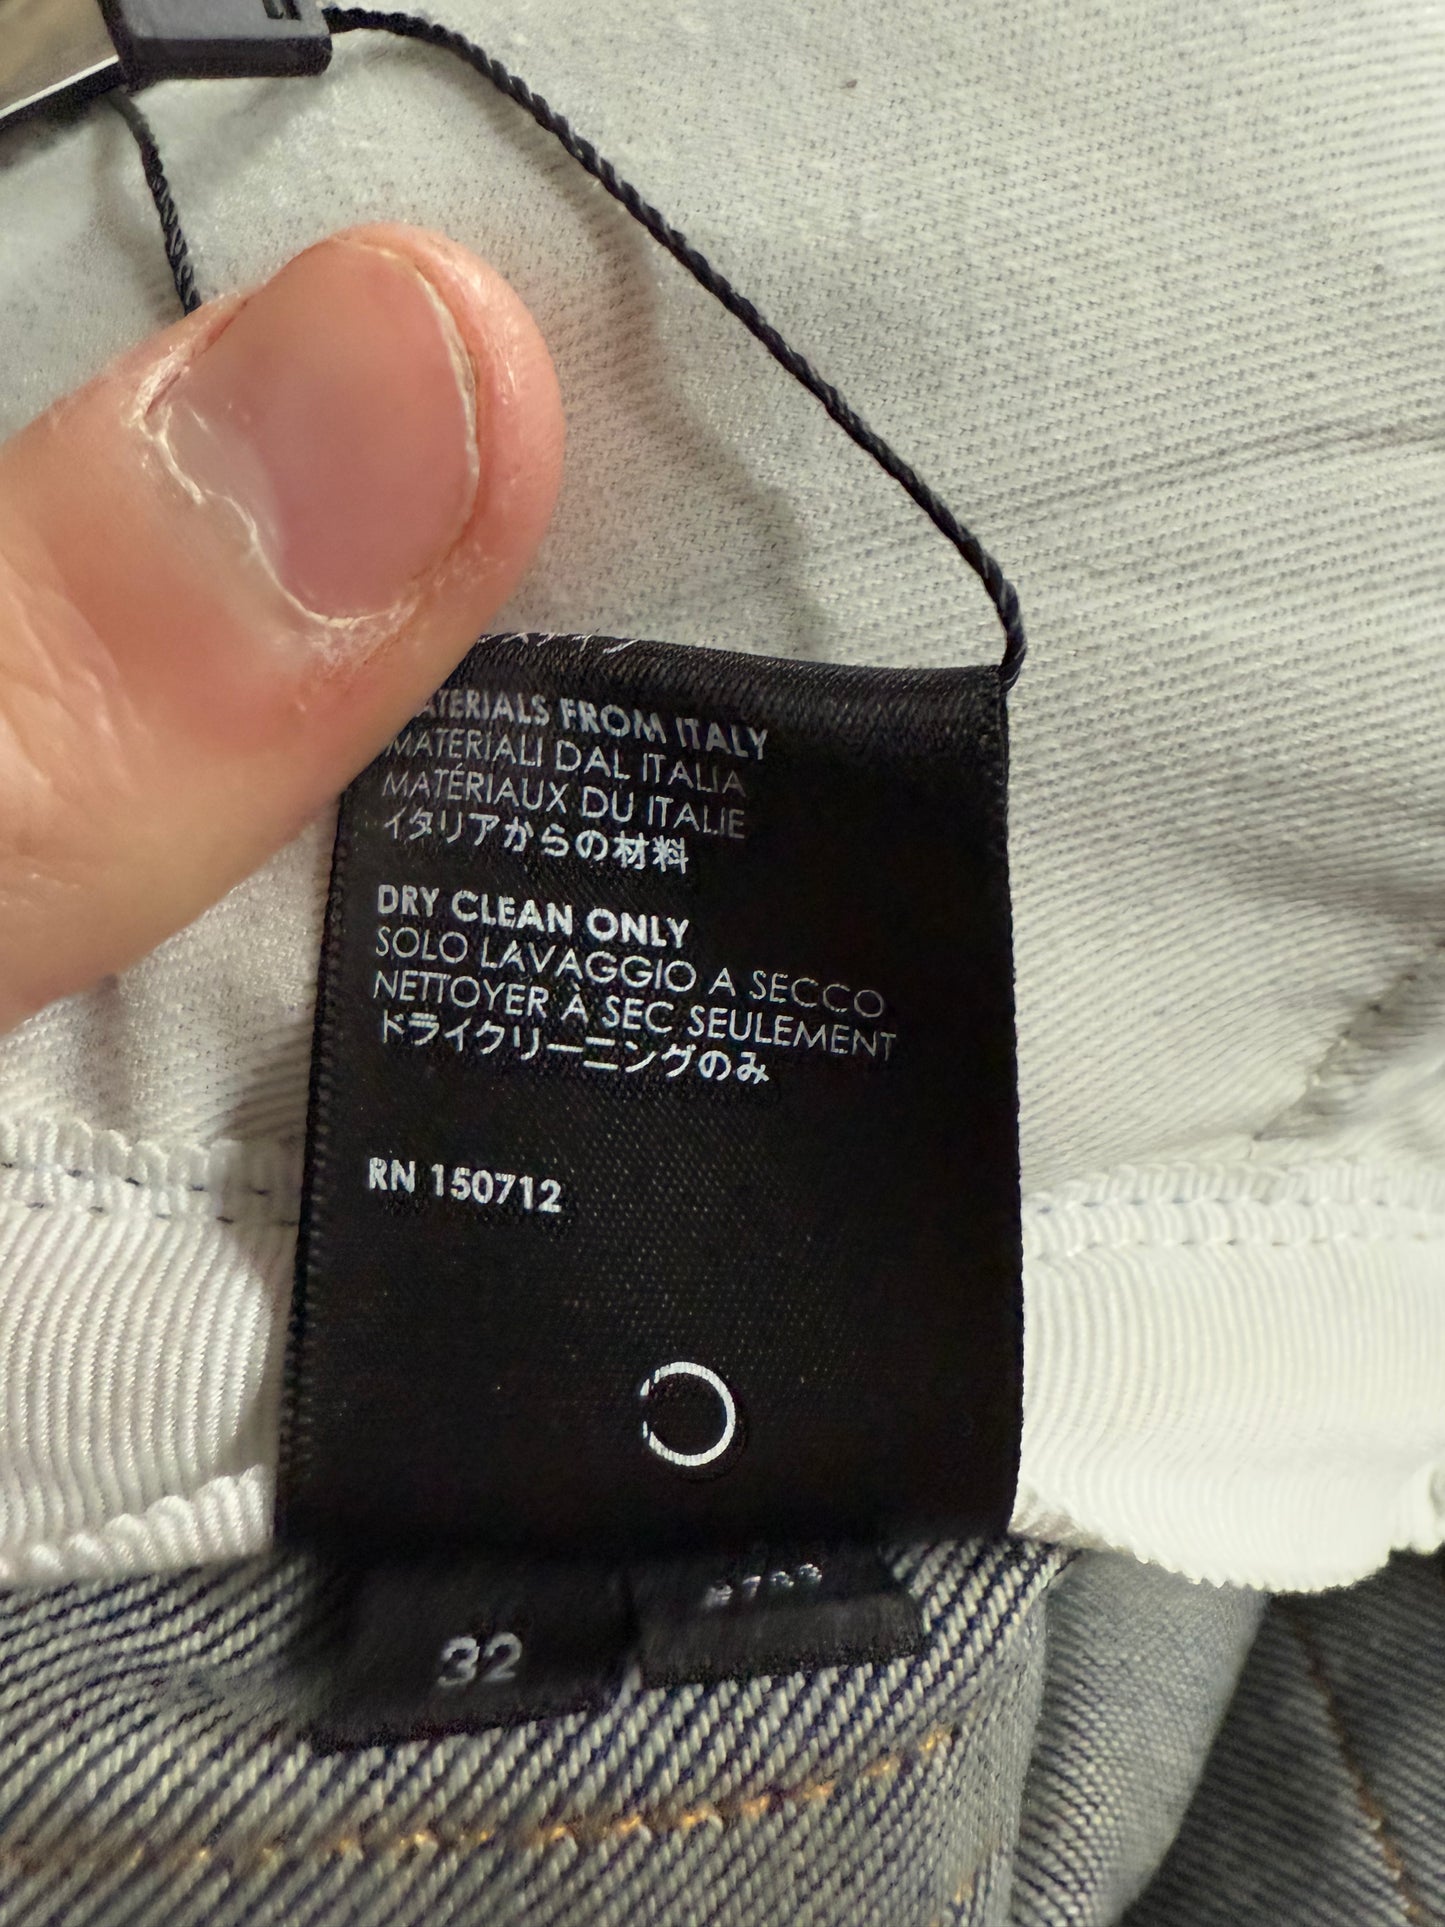 MATERIALS FROM ITALY
MATERIALI DAL ITALIA
MATÉRIAUX DU ITALIE
イタリアからの材料
DRY CLEAN ONLY
SOLO LAVAGGIO A SECCO
NETTOYER À SEC SEULEMENT
ドライクリーニングのみ
RN 150712
32